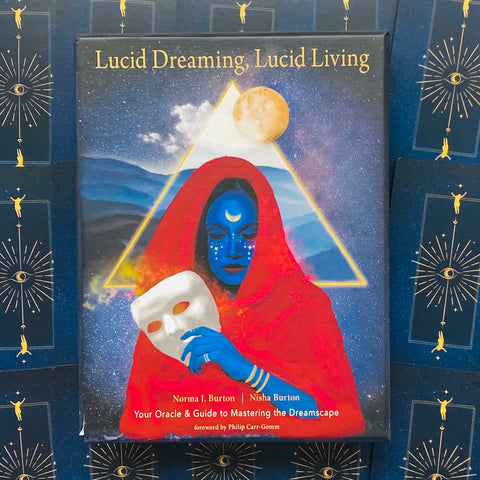 Lucid Dreaming, Lucid Living
Norma J. Burton | Nisha Burton
Your Oracle & Guide to Mastering the Dreamscape
foreword by Philip Carr-Gomm